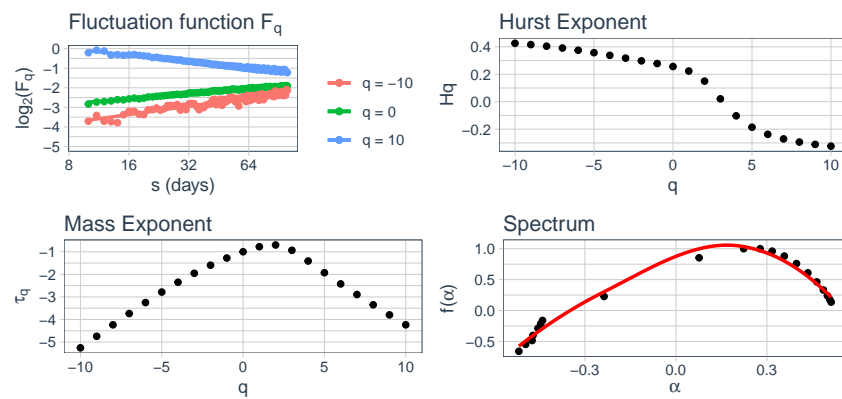 Fluctuation function Fq
log2(Fq)
0
−1
−2
−3
−4
−5
8
16
32
64
s (days)
q = −10
q = 0
q = 10
Hurst Exponent
Hq
0.4
0.2
0.0
−0.2
−10
−5
0
5
10
q
Mass Exponent
τq
−1
−2
−3
−4
−5
−10
−5
0
5
10
q
Spectrum
f(α)
1.0
0.5
0.0
−0.5
−0.3
0.0
0.3
α